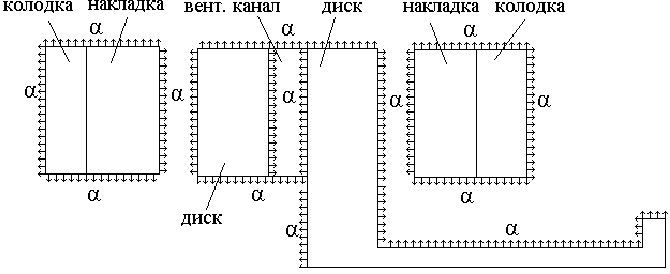 колодка накладка вент. канал диск накладка колодка
α α α
α α α α
α α α
диск
α α